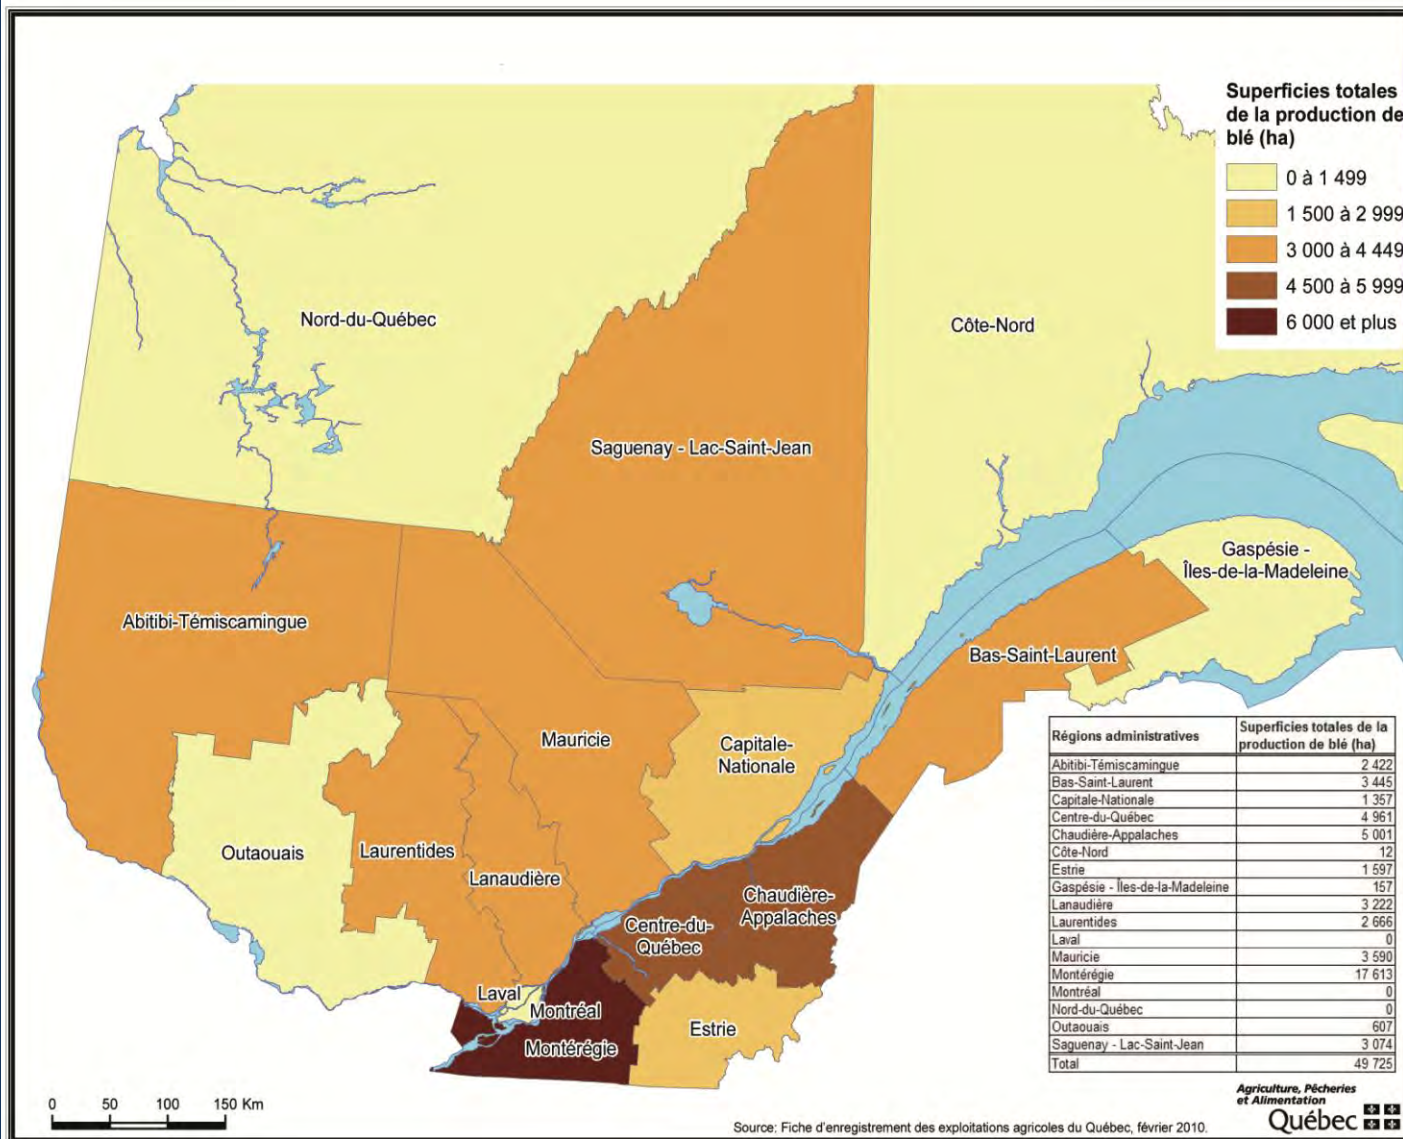 Superficies totales
de la production de
blé (ha)
0 à 1 499
1 500 à 2 999
3 000 à 4 449
4 500 à 5 999
6 000 et plus
Nord-du-Québec
Côte-Nord
Saguenay - Lac-Saint-Jean
Gaspésie -
Îles-de-la-Madeleine
Abitibi-Témiscamingue
Bas-Saint-Laurent
Mauricie
Capitale-
Nationale
Outaouais
Laurentides
Lanaudière
Chaudière-
Appalaches
Centre-du-
Québec
Laval
Montréal
Montérégie
Estrie
Régions administratives Superficies totales de la
production de blé (ha)
Abitibi-Témiscamingue 2 422
Bas-Saint-Laurent 3 445
Capitale-Nationale 1 357
Centre-du-Québec 4 961
Chaudière-Appalaches 5 001
Côte-Nord 12
Estrie 1 597
Gaspésie - Îles-de-la-Madeleine 157
Lanaudière 3 222
Laurentides 2 666
Laval 0
Mauricie 3 590
Montérégie 17 613
Montréal 0
Nord-du-Québec 0
Outaouais 607
Saguenay - Lac-Saint-Jean 3 074
Total 49 725
0 50 100 150 Km
Source: Fiche d'enregistrement des exploitations agricoles du Québec, février 2010.
Agriculture, Pêcheries
et Alimentation
Québec